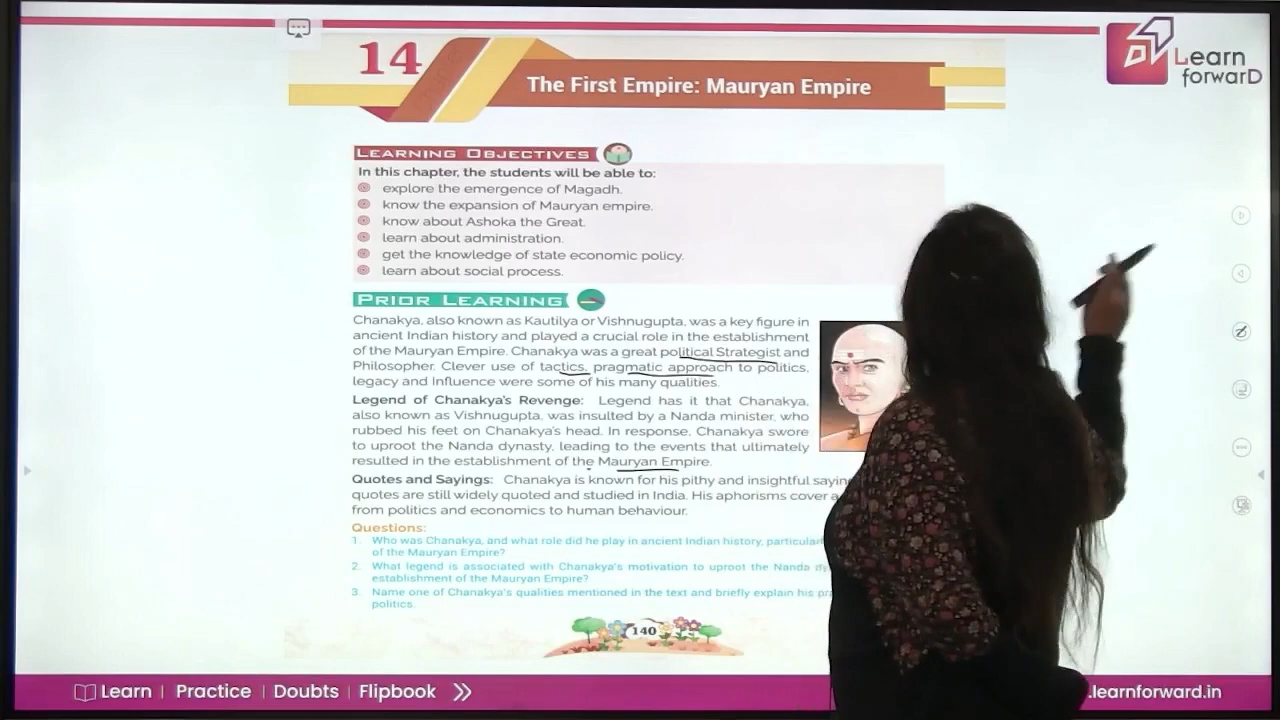 14
The First Empire: Mauryan Empire
Learn
forwarD
LEARNING OBJECTIVES
In this chapter, the students will be able to:
explore the emergence of Magadh.
know the expansion of Mauryan empire.
know about Ashoka the Great.
learn about administration.
get the knowledge of state economic policy.
learn about social process.
PRIOR LEARNING
Chanakya, also known as Kautilya or Vishnugupta, was a key figure in
ancient Indian history and played a crucial role in the establishment
of the Mauryan Empire. Chanakya was a great political Strategist and
Philosopher. Clever use of tactics, pragmatic approach to politics,
legacy and Influence were some of his many qualities.
Legend of Chanakya's Revenge: Legend has it that Chanakya,
also known as Vishnugupta, was insulted by a Nanda minister, who
rubbed his feet on Chanakya's head. In response, Chanakya swore
to uproot the Nanda dynasty, leading to the events that ultimately
resulted in the establishment of the Mauryan Empire.
Quotes and Sayings: Chanakya is known for his pithy and insightful
quotes are still widely quoted and studied in India. His aphorisms cover
from politics and economics to human behaviour.
Questions:
1. Who was Chanakya, and what role did he play in ancient Indian history,
of the Mauryan Empire?
2. What legend is associated with Chanakya's motivation to uproot the Nanda
establishment of the Mauryan Empire?
3. Name one of Chanakya's qualities mentioned in the text and briefly explain his
politics.
140
Learn | Practice | Doubts | Flipbook
.learnforward.in